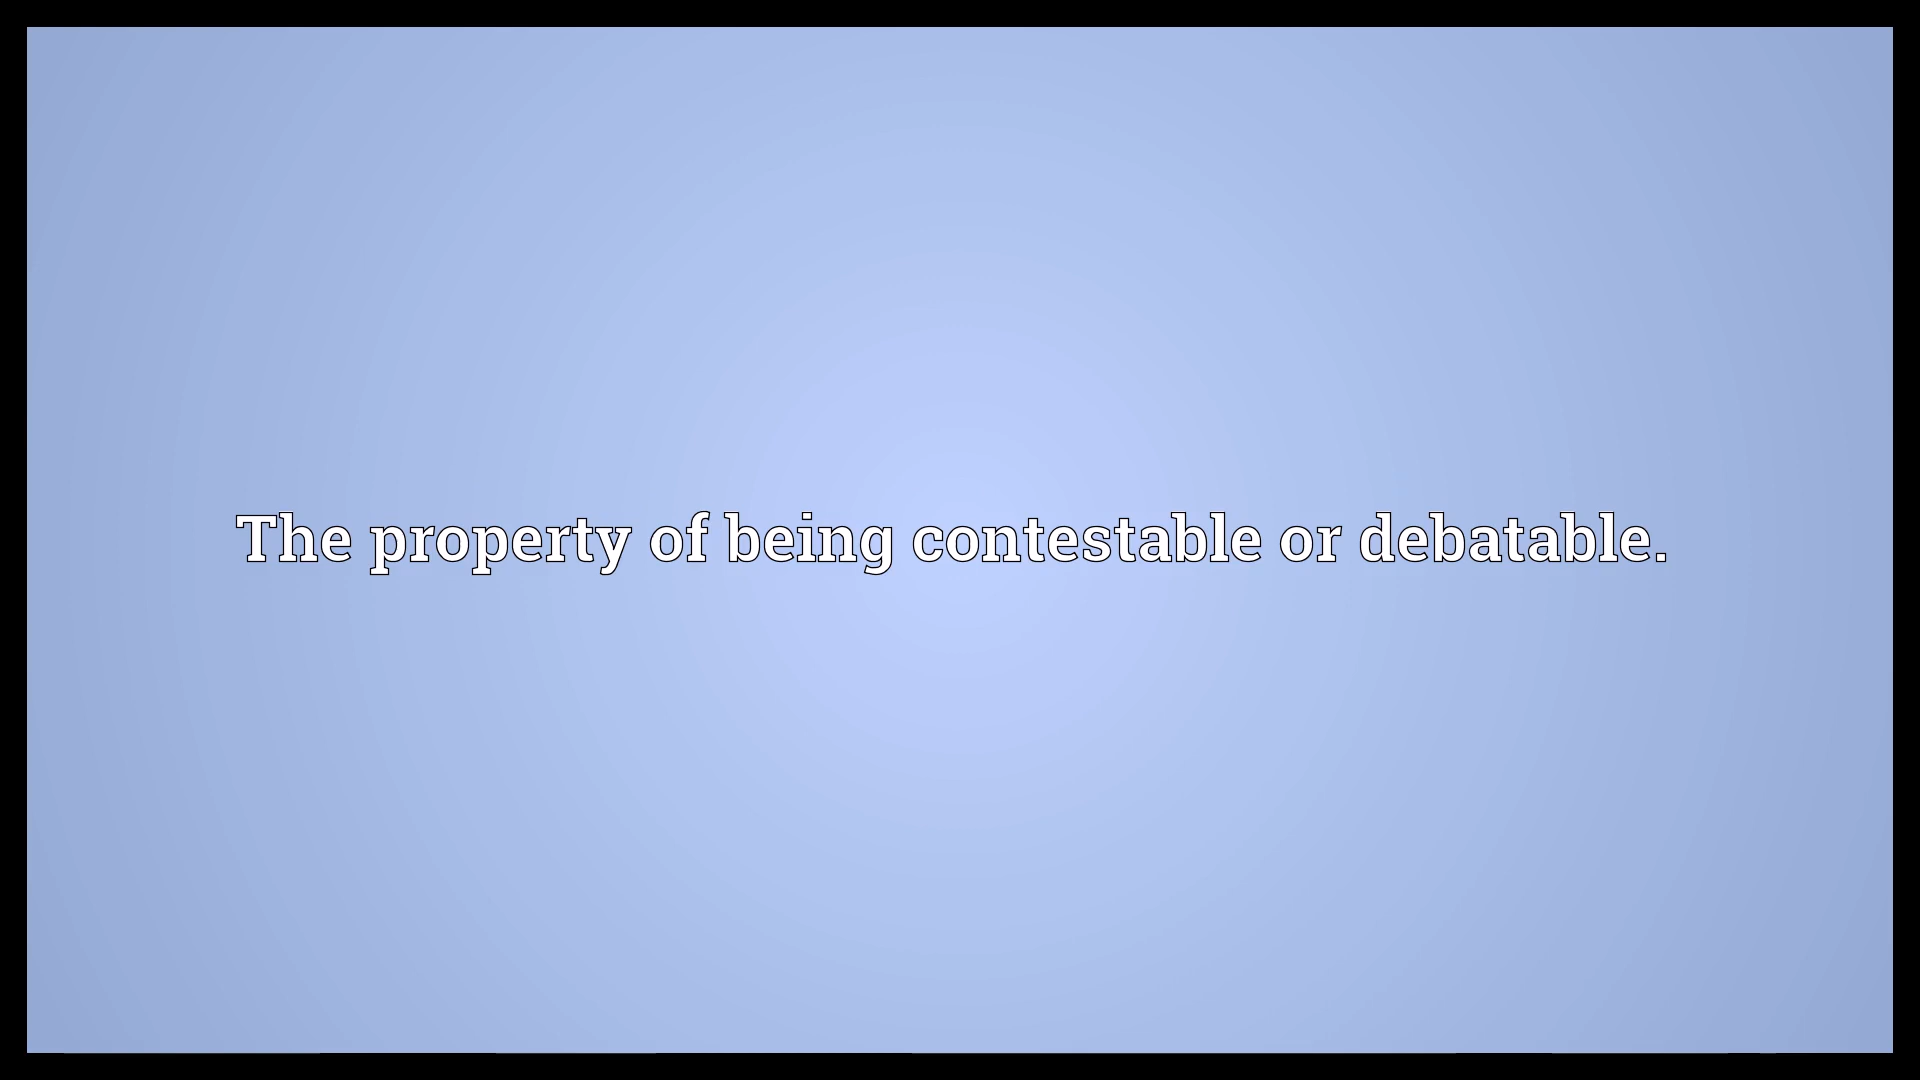 The property of being contestable or debatable.